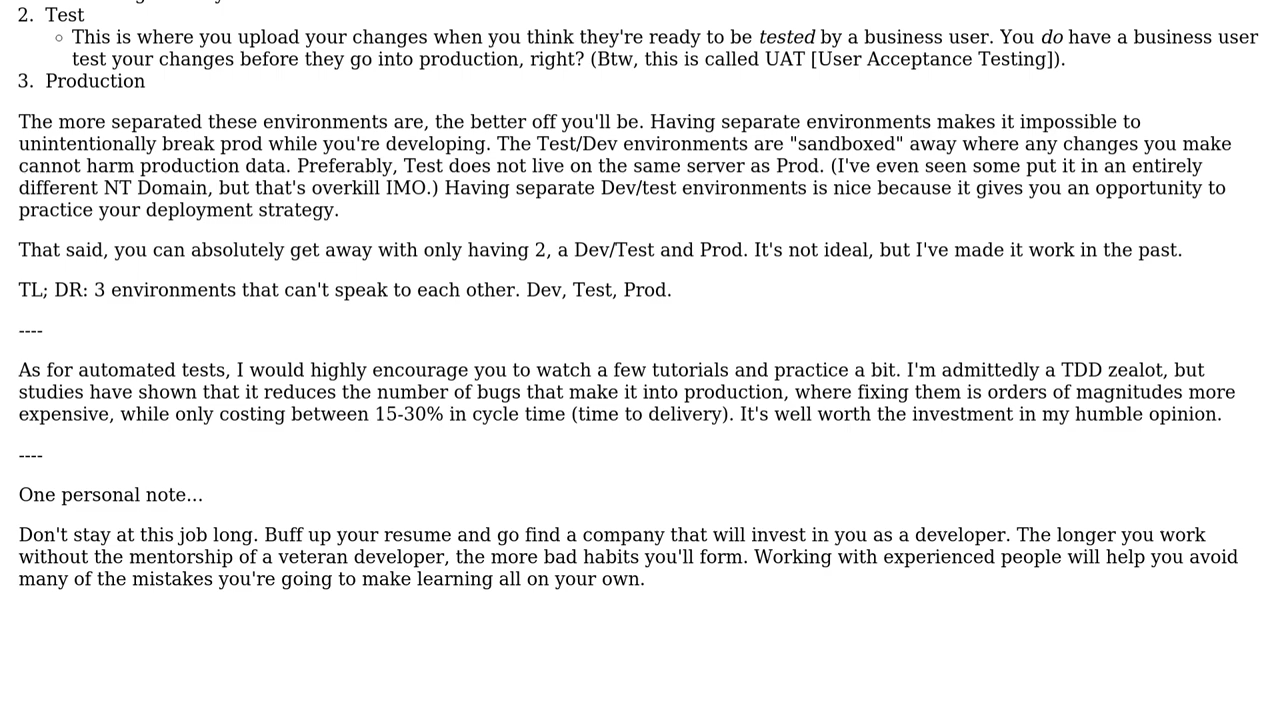 2. Test
◦ This is where you upload your changes when you think they're ready to be tested by a business user. You do have a business user
test your changes before they go into production, right? (Btw, this is called UAT [User Acceptance Testing]).
3. Production
The more separated these environments are, the better off you'll be. Having separate environments makes it impossible to
unintentionally break prod while you're developing. The Test/Dev environments are "sandboxed" away where any changes you make
cannot harm production data. Preferably, Test does not live on the same server as Prod. (I've even seen some put it in an entirely
different NT Domain, but that's overkill IMO.) Having separate Dev/test environments is nice because it gives you an opportunity to
practice your deployment strategy.
That said, you can absolutely get away with only having 2, a Dev/Test and Prod. It's not ideal, but I've made it work in the past.
TL; DR: 3 environments that can't speak to each other. Dev, Test, Prod.
----
As for automated tests, I would highly encourage you to watch a few tutorials and practice a bit. I'm admittedly a TDD zealot, but
studies have shown that it reduces the number of bugs that make it into production, where fixing them is orders of magnitudes more
expensive, while only costing between 15-30% in cycle time (time to delivery). It's well worth the investment in my humble opinion.
----
One personal note...
Don't stay at this job long. Buff up your resume and go find a company that will invest in you as a developer. The longer you work
without the mentorship of a veteran developer, the more bad habits you'll form. Working with experienced people will help you avoid
many of the mistakes you're going to make learning all on your own.